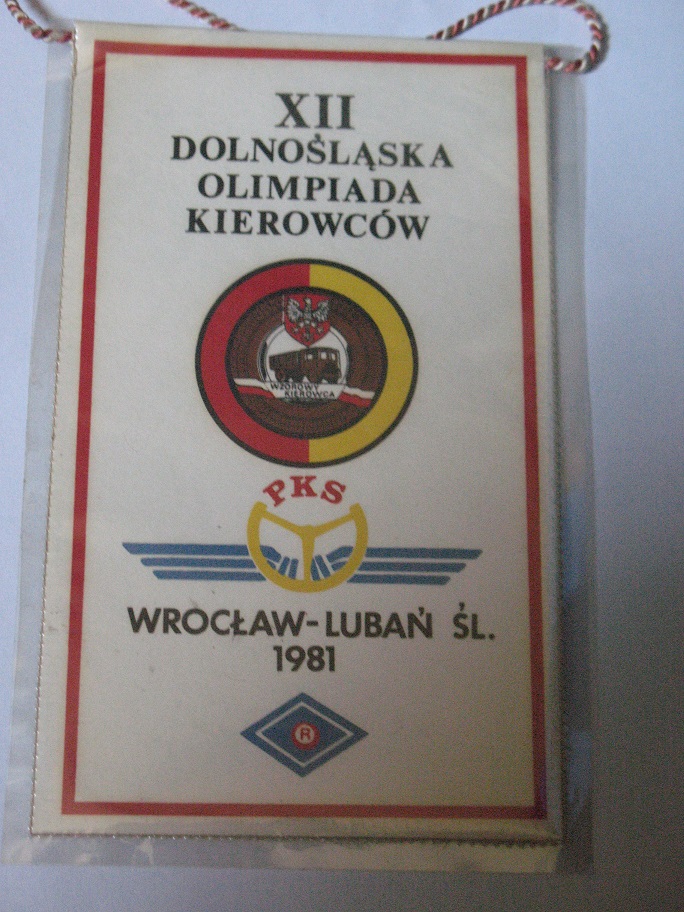 XII
DOLNOŚLĄSKA
OLIMPIADA
KIEROWCÓW
WZOROWY
KIEROWCA
PKS
WROCŁAW-LUBAŃ ŚL.
1981
R